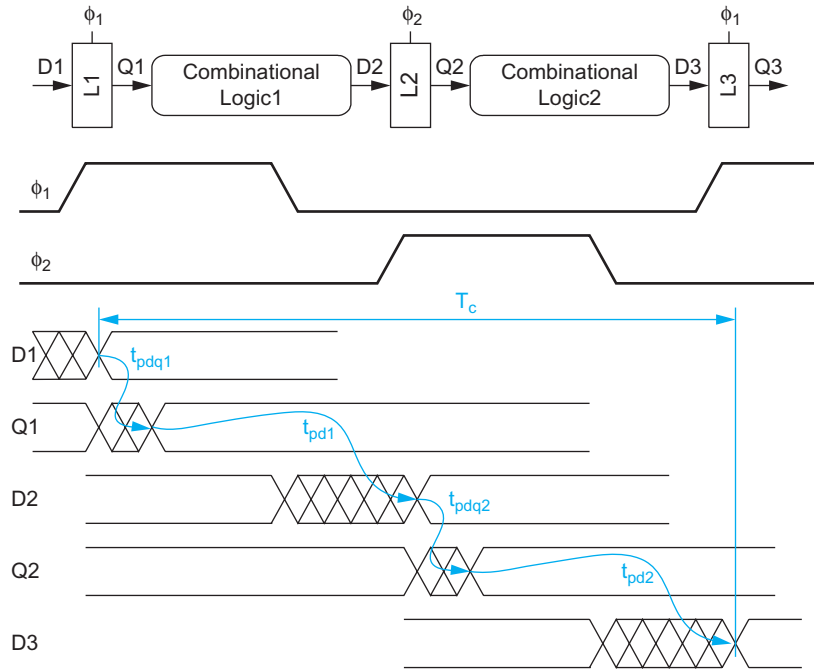 ϕ1 ϕ2 ϕ1
D1 L1 Q1 Combinational Logic1 D2 L2 Q2 Combinational Logic2 D3 L3 Q3
ϕ1
ϕ2
Tc
D1
tpdq1
Q1
tpd1
D2
tpdq2
Q2
tpd2
D3